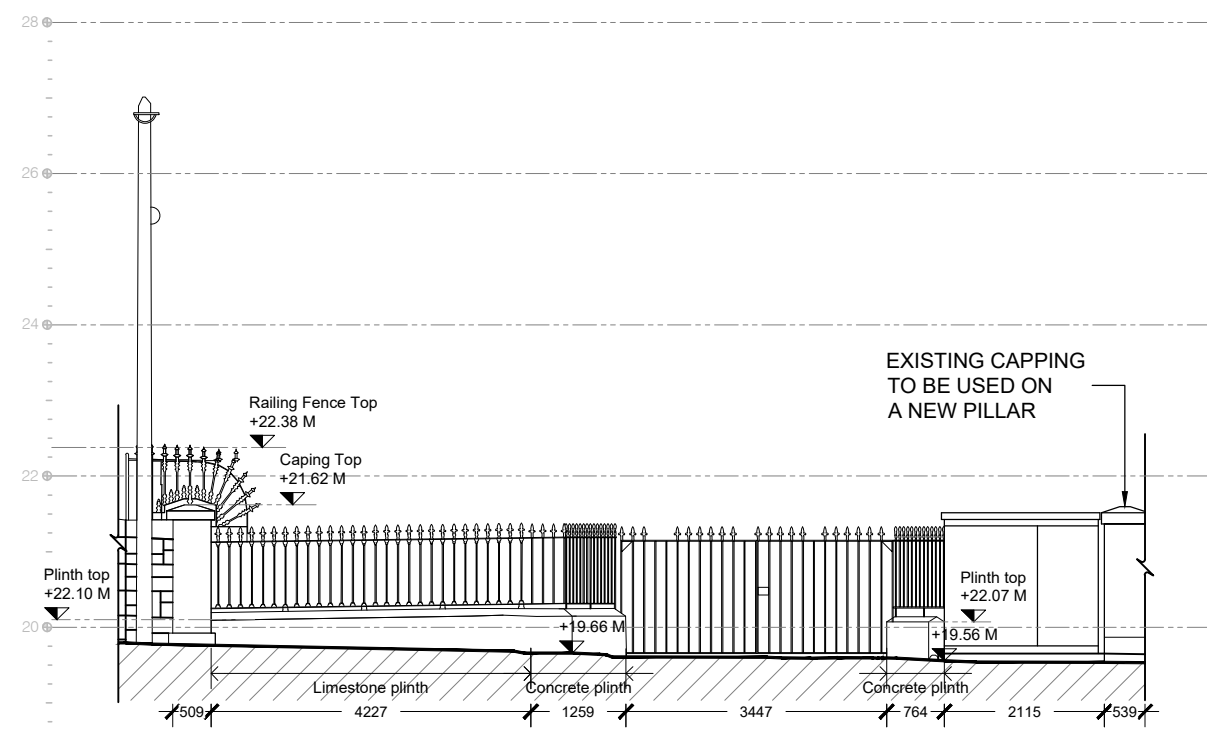 28
26
24
22
20
EXISTING CAPPING
TO BE USED ON
A NEW PILLAR
Railing Fence Top
+22.38 M
Caping Top
+21.62 M
Plinth top
+22.10 M
Plinth top
+22.07 M
+19.66 M
+19.56 M
Limestone plinth
Concrete plinth
Concrete plinth
509
4227
1259
3447
764
2115
539